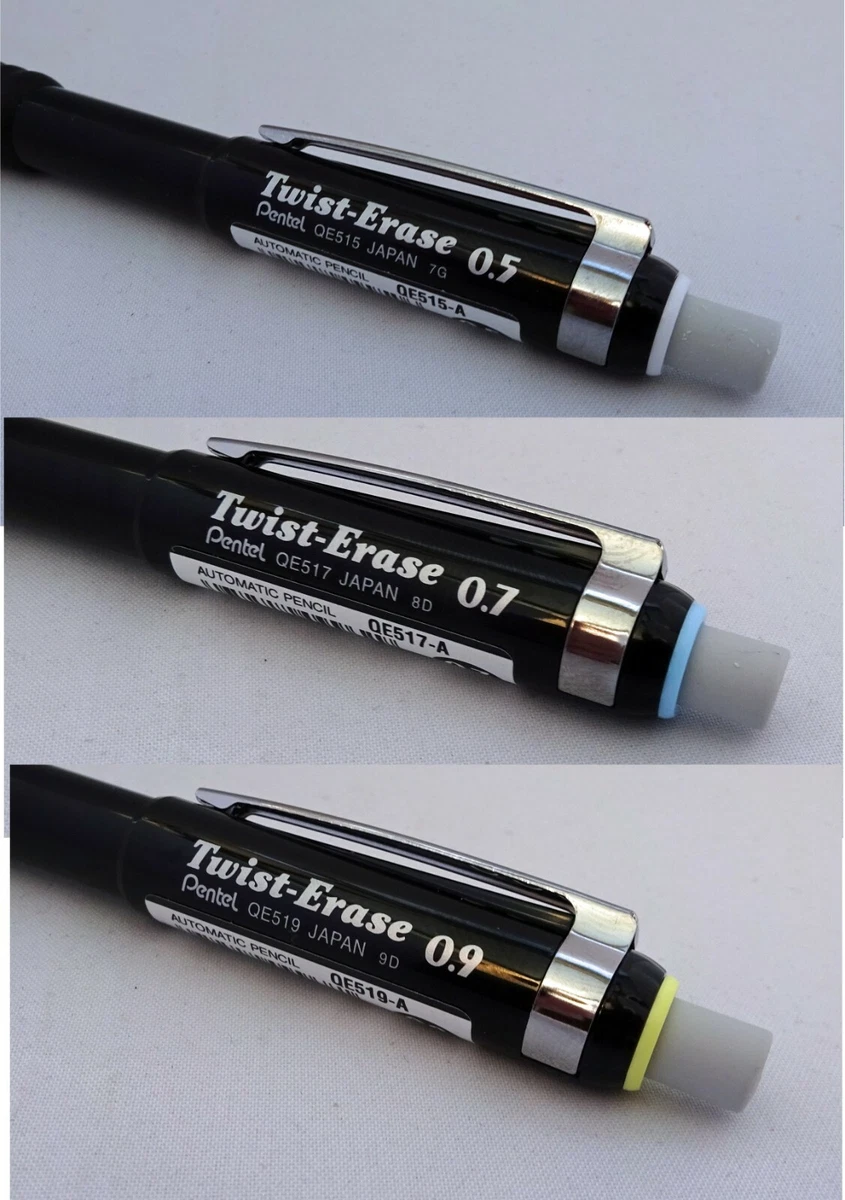 Twist-Erase 0.5
Pentel QE515 JAPAN 7G
AUTOMATIC PENCIL QE515-A
Twist-Erase 0.7
Pentel QE517 JAPAN 8D
AUTOMATIC PENCIL QE517-A
Twist-Erase 0.9
Pentel QE519 JAPAN 9D
AUTOMATIC PENCIL QE519-A